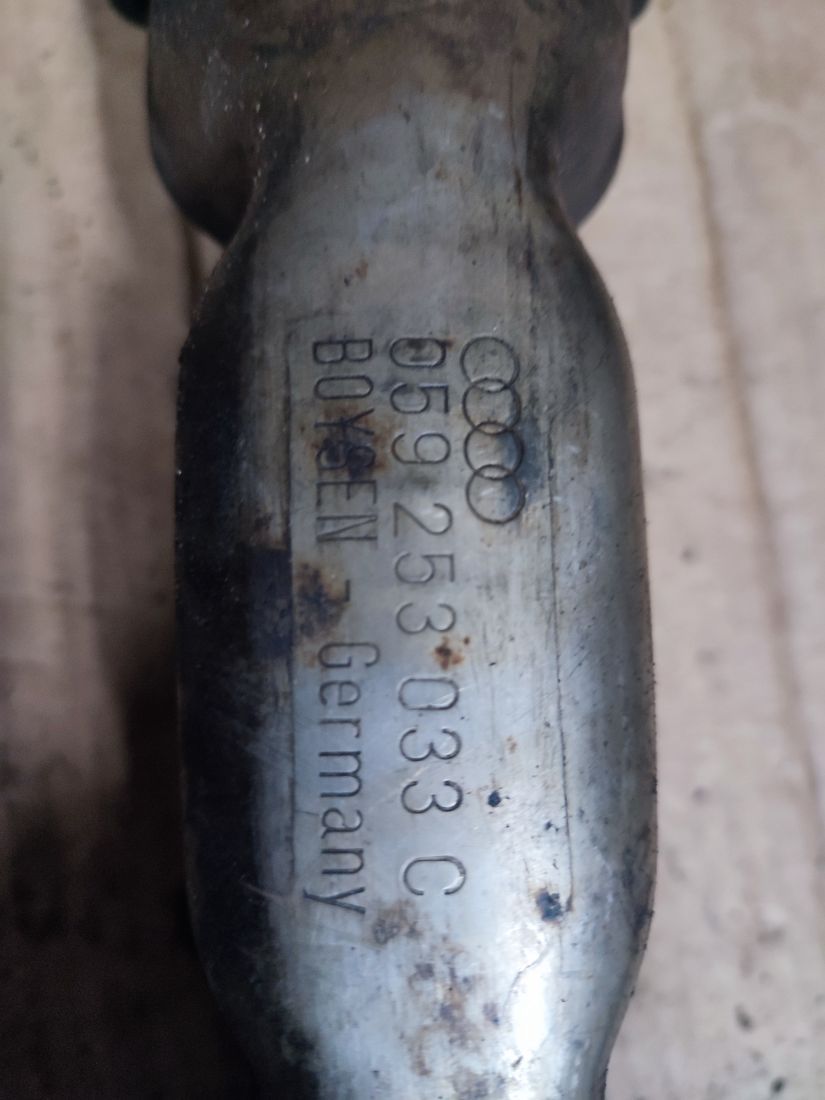 059 253 033 C
BOYSEN - Germany